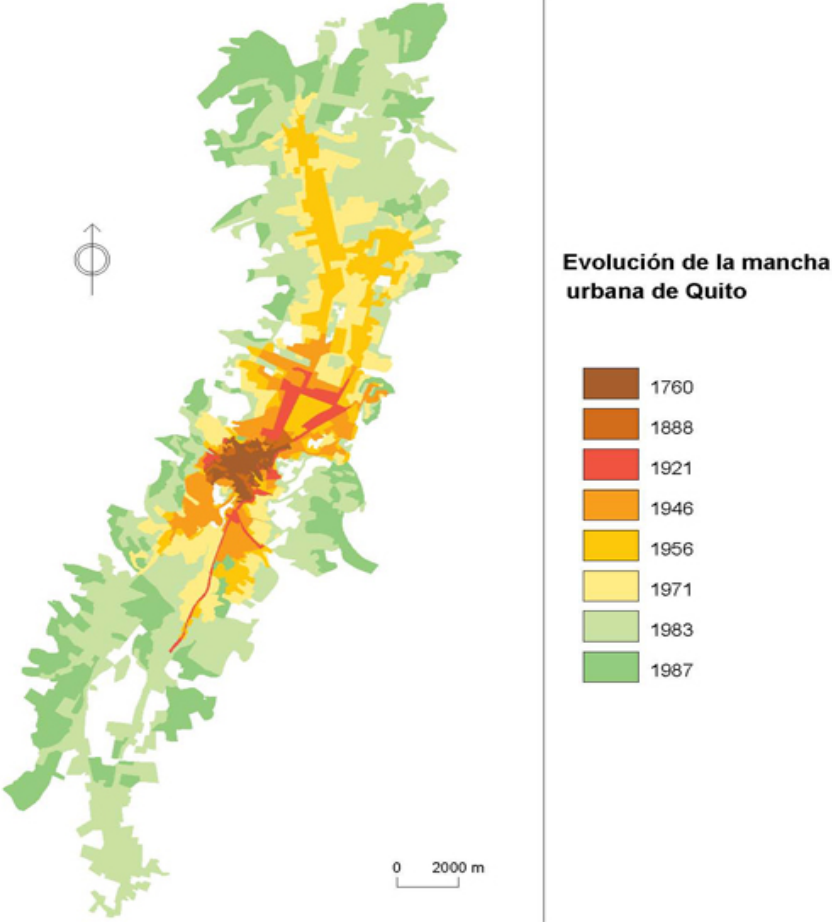 Evolución de la mancha
urbana de Quito
1760
1888
1921
1946
1956
1971
1983
1987
0 2000 m